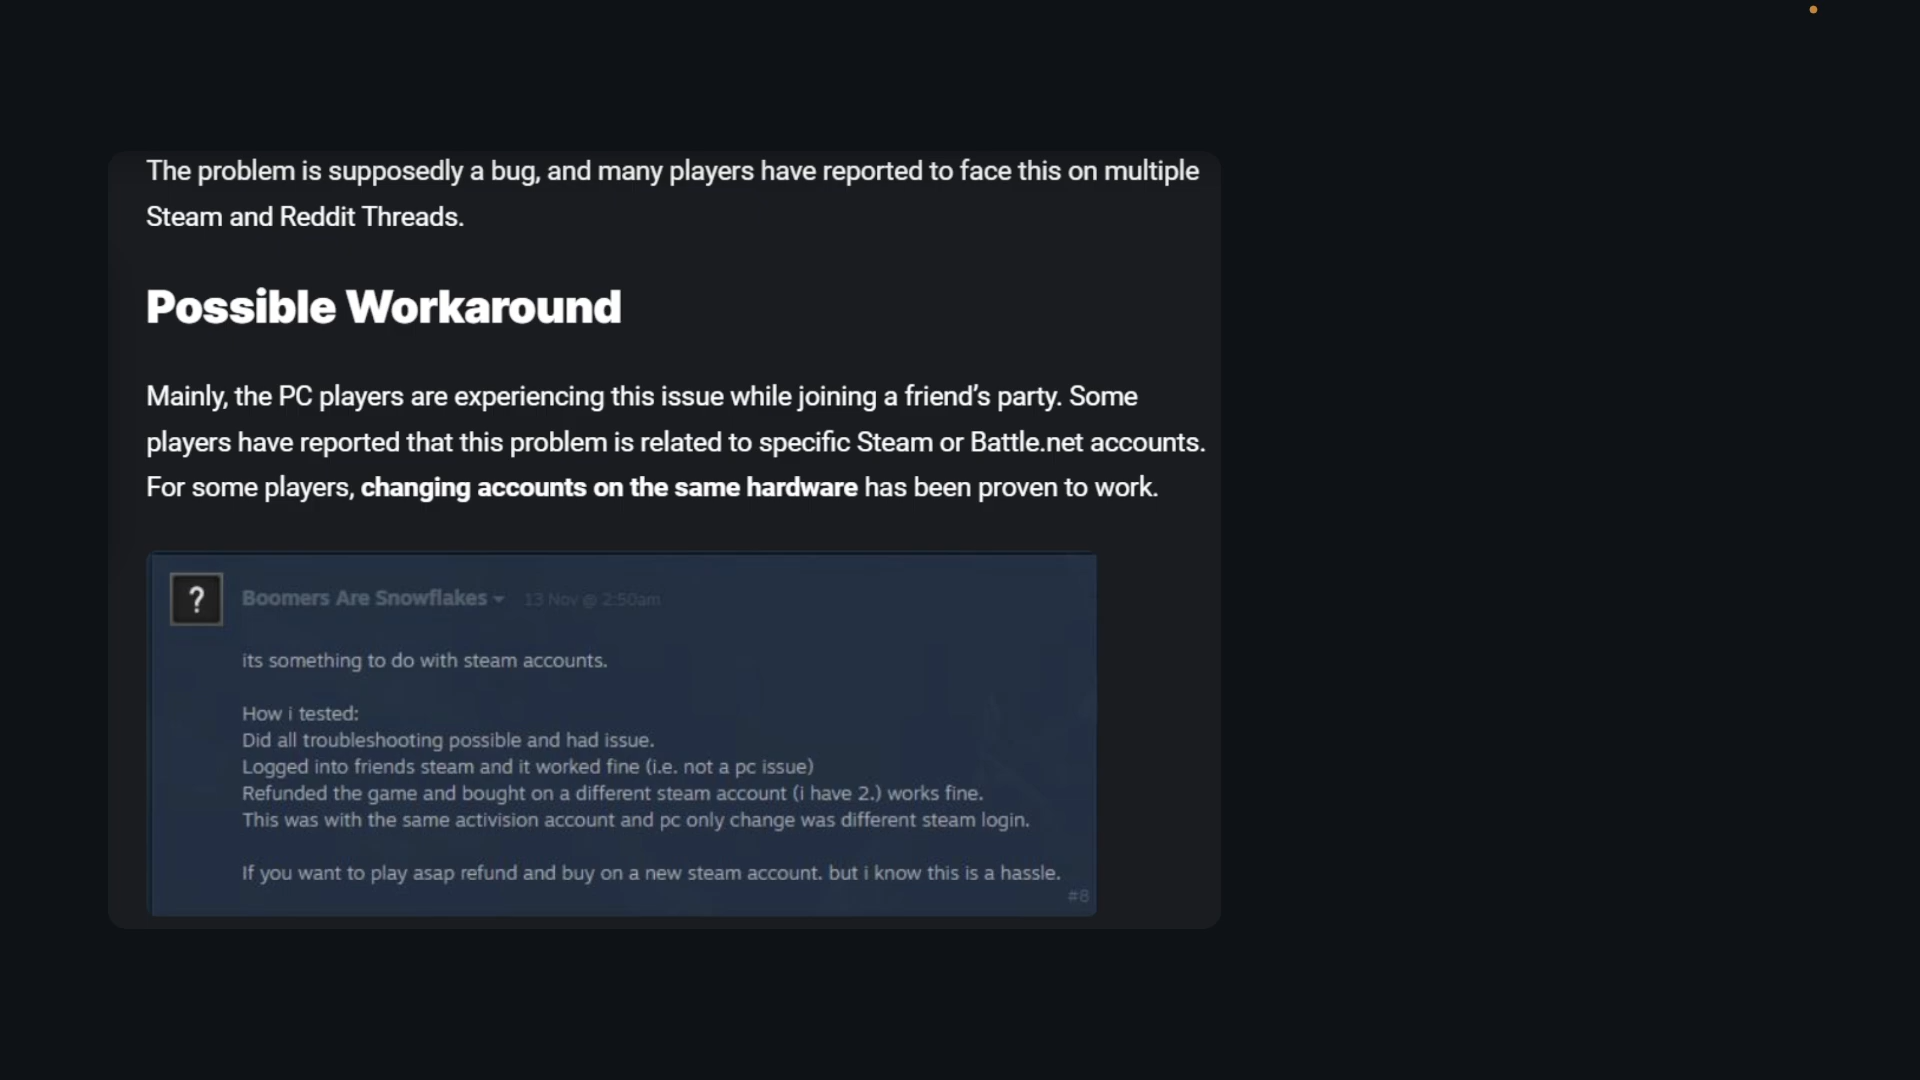 The problem is supposedly a bug, and many players have reported to face this on multiple
Steam and Reddit Threads.
Possible Workaround
Mainly, the PC players are experiencing this issue while joining a friend’s party. Some
players have reported that this problem is related to specific Steam or Battle.net accounts.
For some players, changing accounts on the same hardware has been proven to work.
?
Boomers Are Snowflakes 13 Nov @ 2:50am
its something to do with steam accounts.
How i tested:
Did all troubleshooting possible and had issue.
Logged into friends steam and it worked fine (i.e. not a pc issue)
Refunded the game and bought on a different steam account (i have 2.) works fine.
This was with the same activision account and pc only change was different steam login.
If you want to play asap refund and buy on a new steam account. but i know this is a hassle.
#8